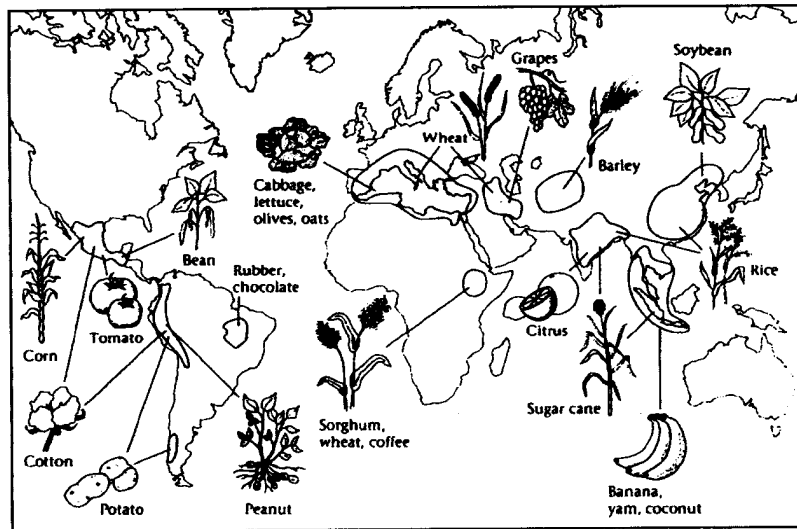 Grapes
Soybean
Wheat
Cabbage,
lettuce,
olives, oats
Barley
Bean
Rubber,
chocolate
Rice
Tomato
Citrus
Corn
Sorghum,
wheat, coffee
Sugar cane
Cotton
Potato
Peanut
Banana,
yam, coconut